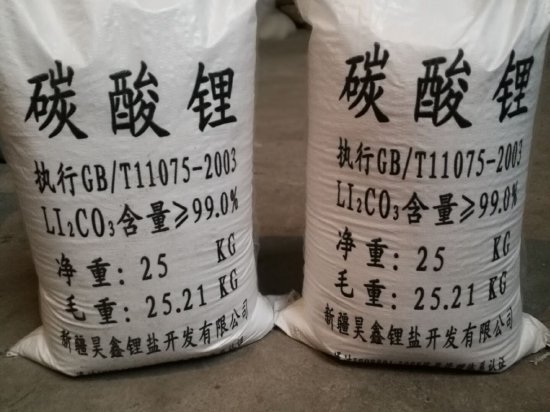 碳酸锂
执行GB/T11075-2003
LI₂CO₃含量≥99.0%
净重：25 KG
毛重：25.21 KG
新疆昊鑫锂盐开发有限公司
碳酸锂
执行GB/T11075-2003
LI₂CO₃含量≥99.0%
净重：25 KG
毛重：25.21 KG
新疆昊鑫锂盐开发有限公司
认证